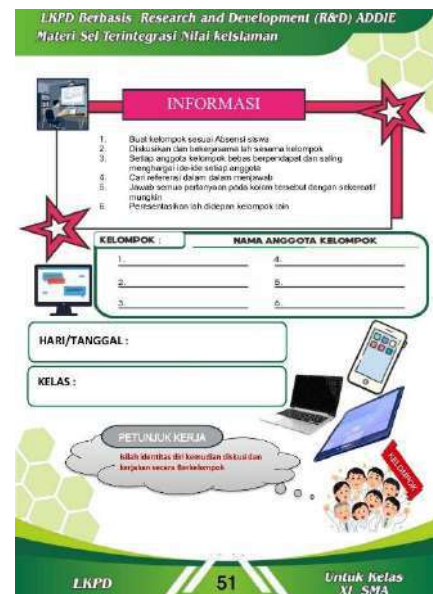 LKPD Berbasis Research and Development (R&D) ADDIE
Materi Sel Terintegrasi Nilai keislaman
INFORMASI
1. Buat kelompok sesuai Absensi siswa
2. Diskusikan dan bekerjasama lah sesama kelompok
3. Setiap anggota kelompok bebas berpendapat dan saling
menghargai ide-ide setiap anggota
4. Cari referensi dalam dalam menjawab
5. Jawab semua pertanyaan pada kolom tersebut dengan sekereatif
mungkin
6. Peresentasikan lah didepan kelompok lain
KELOMPOK : NAMA ANGGOTA KELOMPOK
1. 4.
2. 5.
3. 6.
HARI/TANGGAL :
KELAS :
PETUNJUK KERJA
Isilah identitas diri kemudian diskusi dan
kerjakan secara Berkelompok
KELOMPOK
LKPD 51 Untuk Kelas
XI SMA